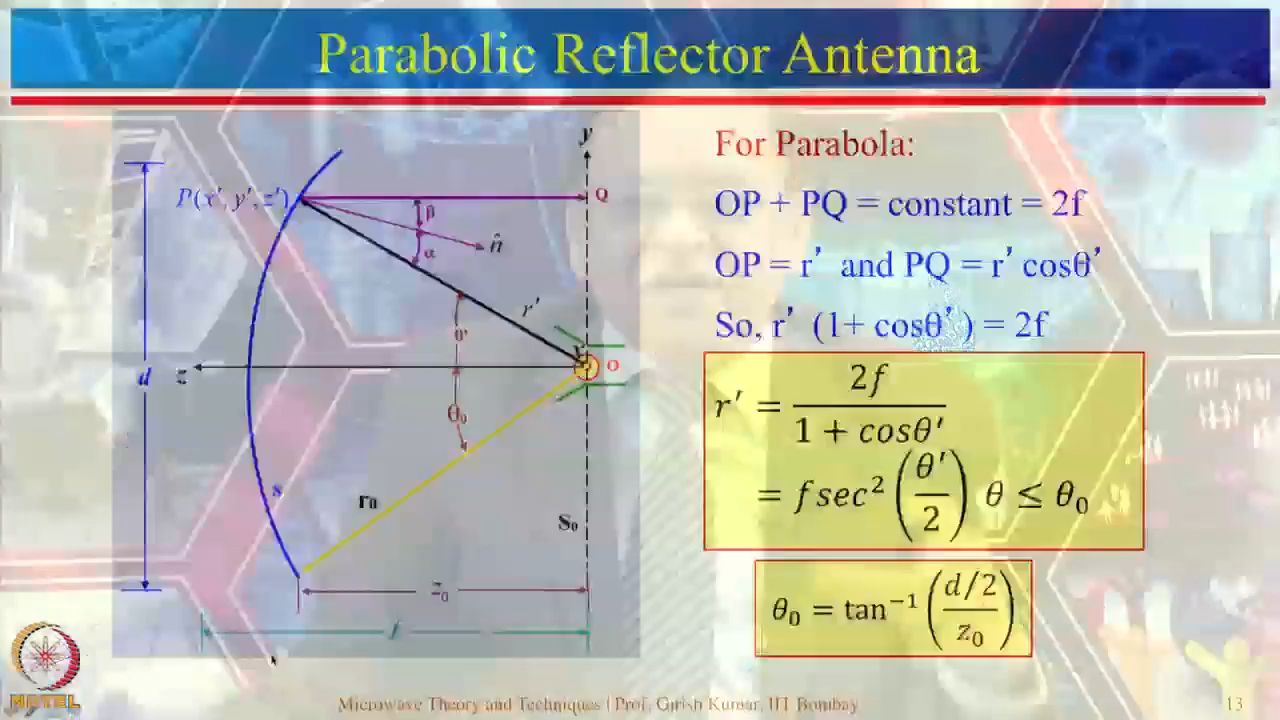 Parabolic Reflector Antenna
y
P(x', y', z')
Q
β
n̂
α
r'
θ'
d
z
O
θ₀
s
r₀
S₀
z₀
f
For Parabola:
OP + PQ = constant = 2f
OP = r' and PQ = r' cosθ'
So, r' (1+ cosθ' ) = 2f
r' = 2f / (1 + cosθ')
= fsec² (θ'/2) θ ≤ θ₀
θ₀ = tan⁻¹ ((d/2)/z₀)
NPTEL
Microwave Theory and Techniques | Prof. Girish Kumar, IIT Bombay
13